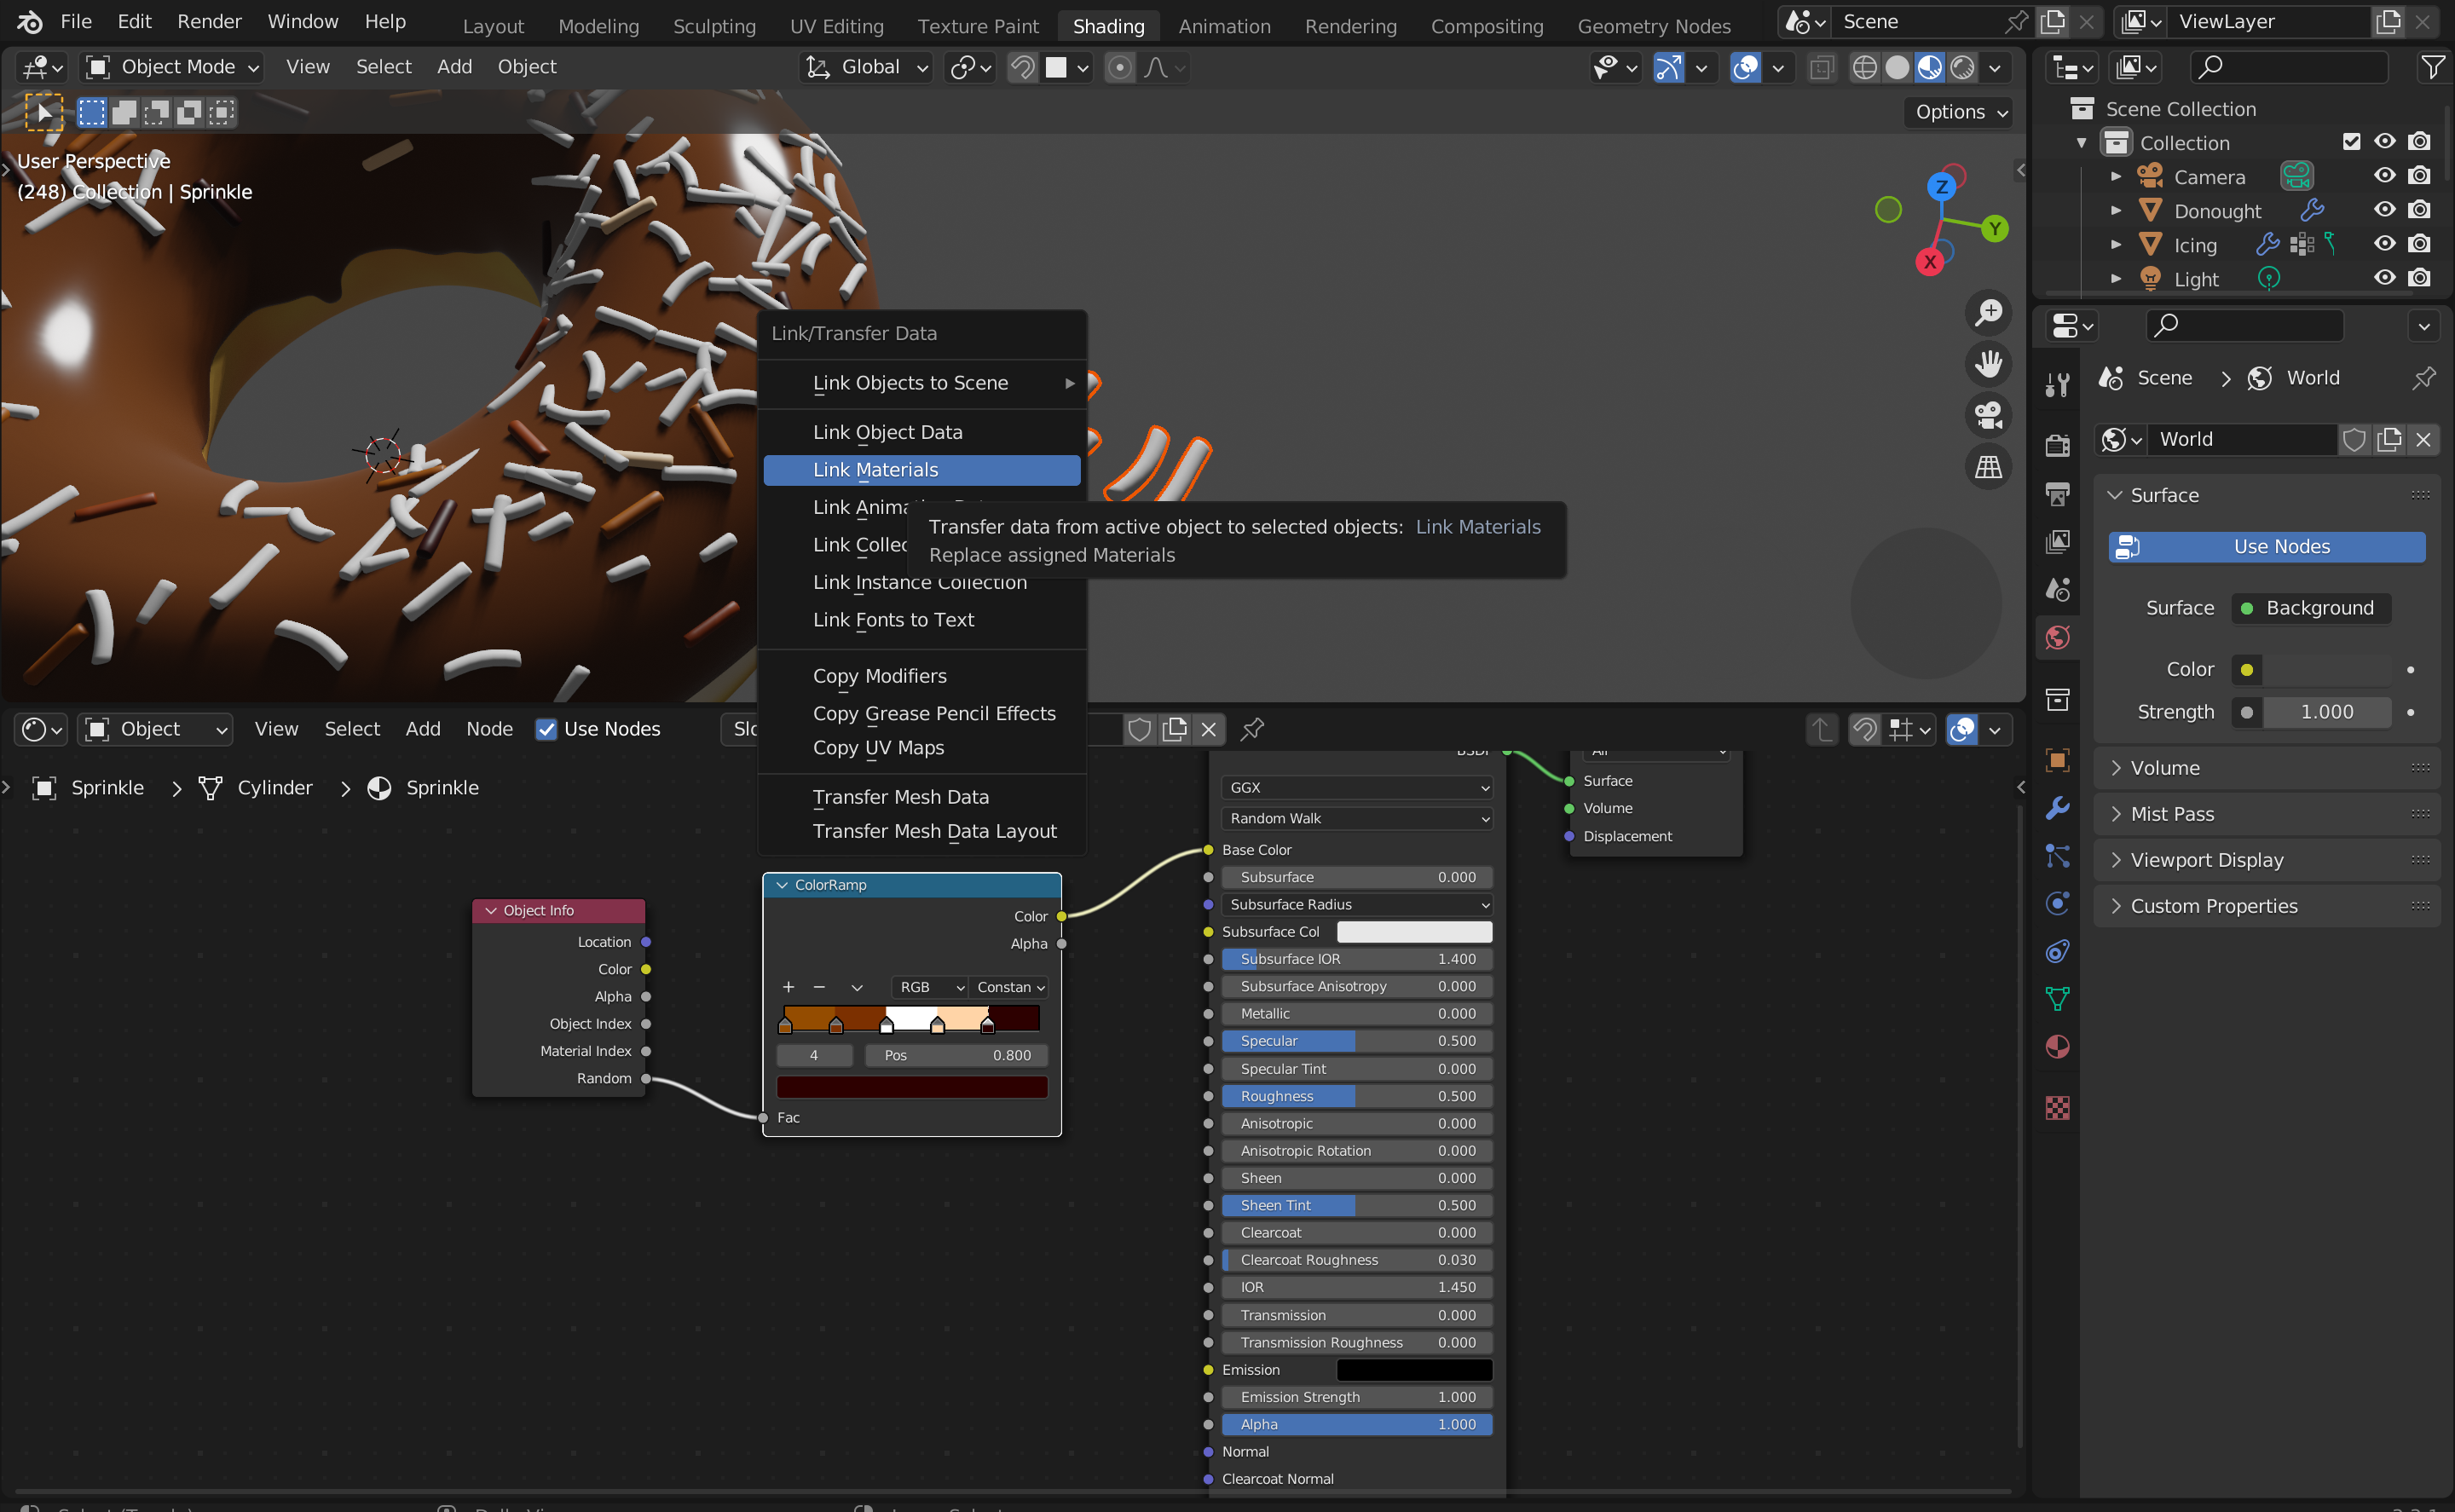 File Edit Render Window Help Layout Modeling Sculpting UV Editing Texture Paint Shading Animation Rendering Compositing Geometry Nodes Scene ViewLayer
Object Mode View Select Add Object Global
Options
User Perspective
(248) Collection | Sprinkle
Z
Y
X
Scene Collection
Collection
Camera
Donought
Icing
Light
Link/Transfer Data
Link Objects to Scene
Link Object Data
Link Materials
Link Instance Collection
Link Fonts to Text
Copy Modifiers
Copy Grease Pencil Effects
Copy UV Maps
Transfer Mesh Data
Transfer Mesh Data Layout
Transfer data from active object to selected objects: Link Materials
Replace assigned Materials
Scene > World
World
Surface
Use Nodes
Surface Background
Color
Strength 1.000
Volume
Mist Pass
Viewport Display
Custom Properties
Object View Select Add Node Use Nodes
Sprinkle > Cylinder > Sprinkle
Object Info
Location
Color
Alpha
Object Index
Material Index
Random
ColorRamp
Color
Alpha
RGB Constan
4 Pos 0.800
Fac
GGX
Random Walk
Base Color
Subsurface 0.000
Subsurface Radius
Subsurface Col
Subsurface IOR 1.400
Subsurface Anisotropy 0.000
Metallic 0.000
Specular 0.500
Specular Tint 0.000
Roughness 0.500
Anisotropic 0.000
Anisotropic Rotation 0.000
Sheen 0.000
Sheen Tint 0.500
Clearcoat 0.000
Clearcoat Roughness 0.030
IOR 1.450
Transmission 0.000
Transmission Roughness 0.000
Emission
Emission Strength 1.000
Alpha 1.000
Normal
Clearcoat Normal
Surface
Volume
Displacement